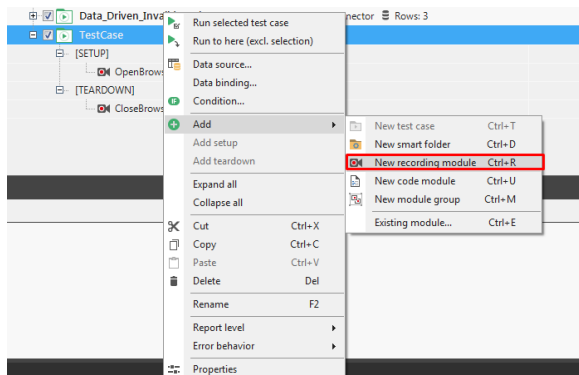 Data_Driven_Inva
nector Rows: 3
TestCase
[SETUP]
OpenBrows
[TEARDOWN]
CloseBrows
Run selected test case
Run to here (excl. selection)
Data source...
Data binding...
Condition...
Add
Add setup
Add teardown
Expand all
Collapse all
Cut Ctrl+X
Copy Ctrl+C
Paste Ctrl+V
Delete Del
Rename F2
Report level
Error behavior
Properties
New test case Ctrl+T
New smart folder Ctrl+D
New recording module Ctrl+R
New code module Ctrl+U
New module group Ctrl+M
Existing module... Ctrl+E